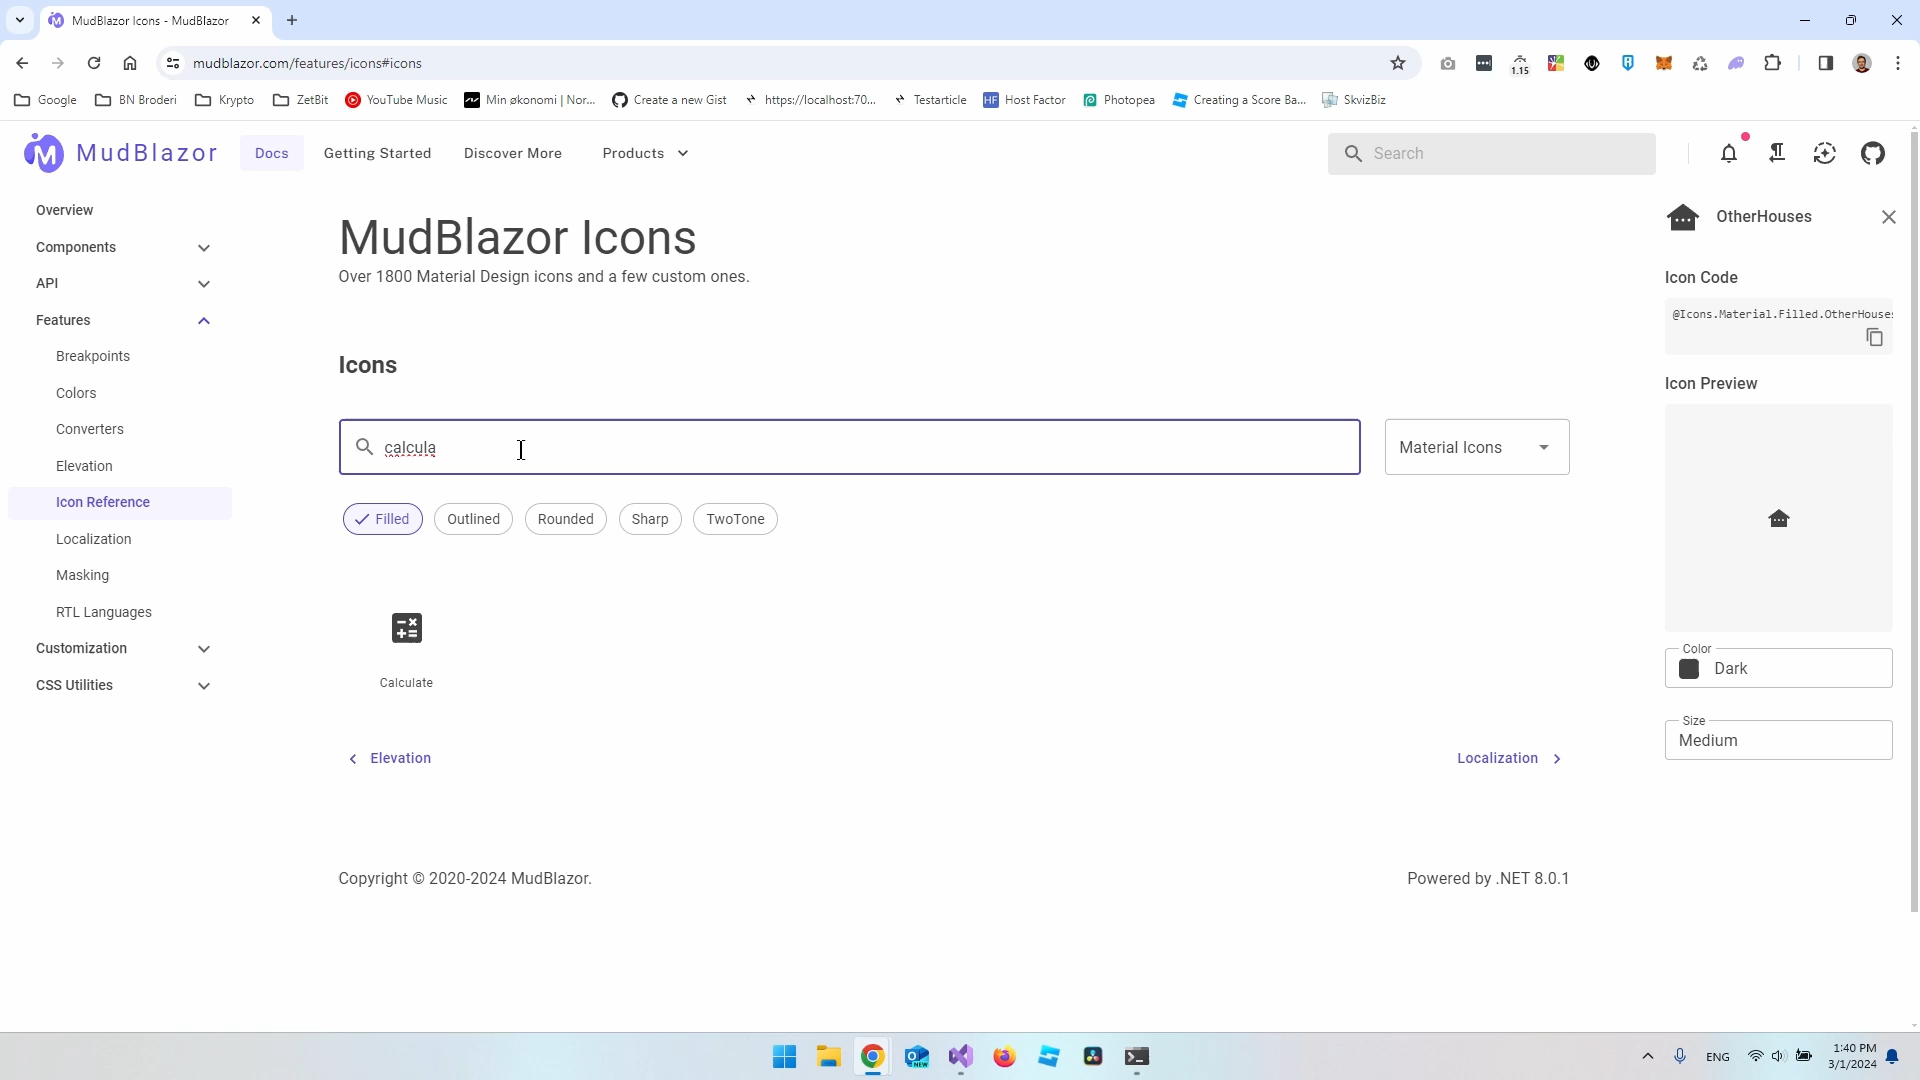 MudBlazor Icons - MudBlazor
mudblazor.com/features/icons#icons
1.15
Google
BN Broderi
Krypto
ZetBit
YouTube Music
Min økonomi | Nor...
Create a new Gist
https://localhost:70...
Testarticle
HF Host Factor
Photopea
Creating a Score Ba...
SkvizBiz
MudBlazor
Docs
Getting Started
Discover More
Products
Search
Overview
Components
API
Features
Breakpoints
Colors
Converters
Elevation
Icon Reference
Localization
Masking
RTL Languages
Customization
CSS Utilities
MudBlazor Icons
Over 1800 Material Design icons and a few custom ones.
Icons
calcula
Material Icons
Filled
Outlined
Rounded
Sharp
TwoTone
Calculate
Elevation
Localization
Copyright © 2020-2024 MudBlazor.
Powered by .NET 8.0.1
OtherHouses
Icon Code
@Icons.Material.Filled.OtherHouses
Icon Preview
Color
Dark
Size
Medium
NEW
ENG
1:40 PM
3/1/2024